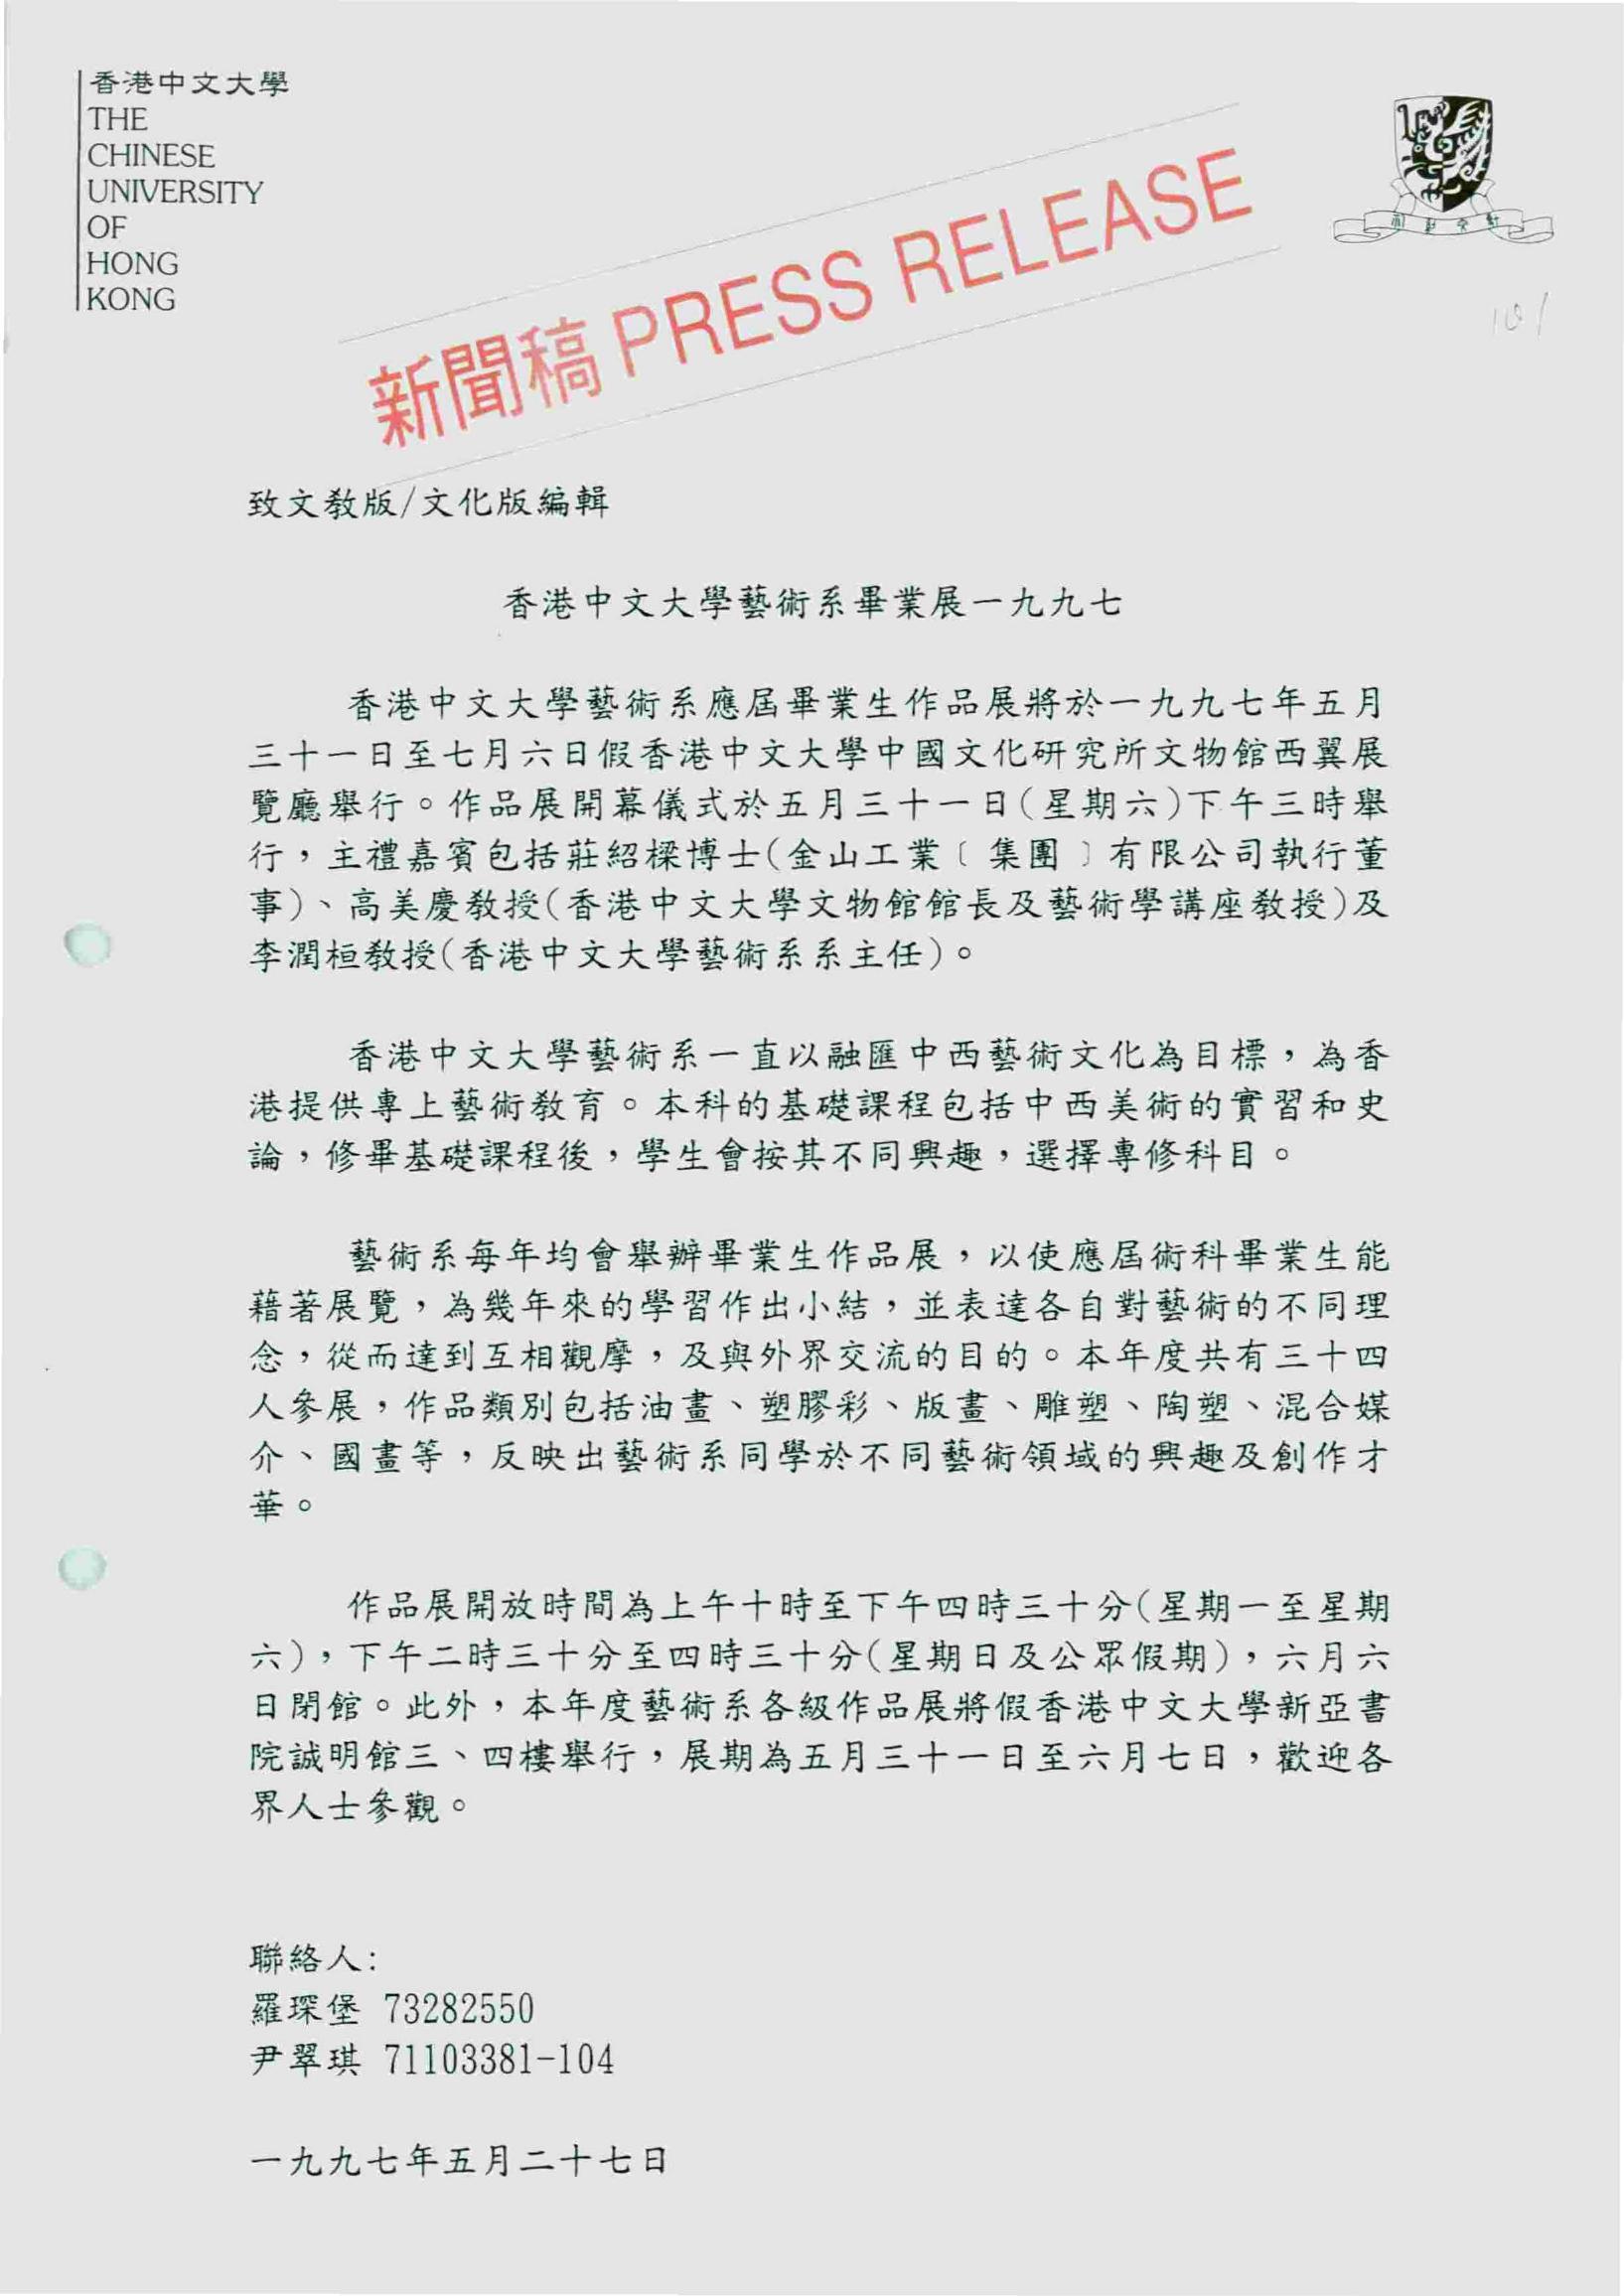 香港中文大學
THE
CHINESE
UNIVERSITY
OF
HONG
KONG
新聞稿 PRESS RELEASE
101
致文教版/文化版編輯
香港中文大學藝術系畢業展一九九七
香港中文大學藝術系應屆畢業生作品展將於一九九七年五月
三十一日至七月六日假香港中文大學中國文化研究所文物館西翼展
覽廳舉行。作品展開幕儀式於五月三十一日(星期六)下午三時舉
行，主禮嘉賓包括莊紹樑博士(金山工業〔集團〕有限公司執行董
事)、高美慶教授(香港中文大學文物館館長及藝術學講座教授)及
李潤桓教授(香港中文大學藝術系系主任)。
香港中文大學藝術系一直以融匯中西藝術文化為目標，為香
港提供專上藝術教育。本科的基礎課程包括中西美術的實習和史
論，修畢基礎課程後，學生會按其不同興趣，選擇專修科目。
藝術系每年均會舉辦畢業生作品展，以使應屆術科畢業生能
藉著展覽，為幾年來的學習作出小結，並表達各自對藝術的不同理
念，從而達到互相觀摩，及與外界交流的目的。本年度共有三十四
人參展，作品類別包括油畫、塑膠彩、版畫、雕塑、陶塑、混合媒
介、國畫等，反映出藝術系同學於不同藝術領域的興趣及創作才
華。
作品展開放時間為上午十時至下午四時三十分(星期一至星期
六)，下午二時三十分至四時三十分(星期日及公眾假期)，六月六
日閉館。此外，本年度藝術系各級作品展將假香港中文大學新亞書
院誠明館三、四樓舉行，展期為五月三十一日至六月七日，歡迎各
界人士參觀。
聯絡人:
羅琛堡 73282550
尹翠琪 71103381-104
一九九七年五月二十七日